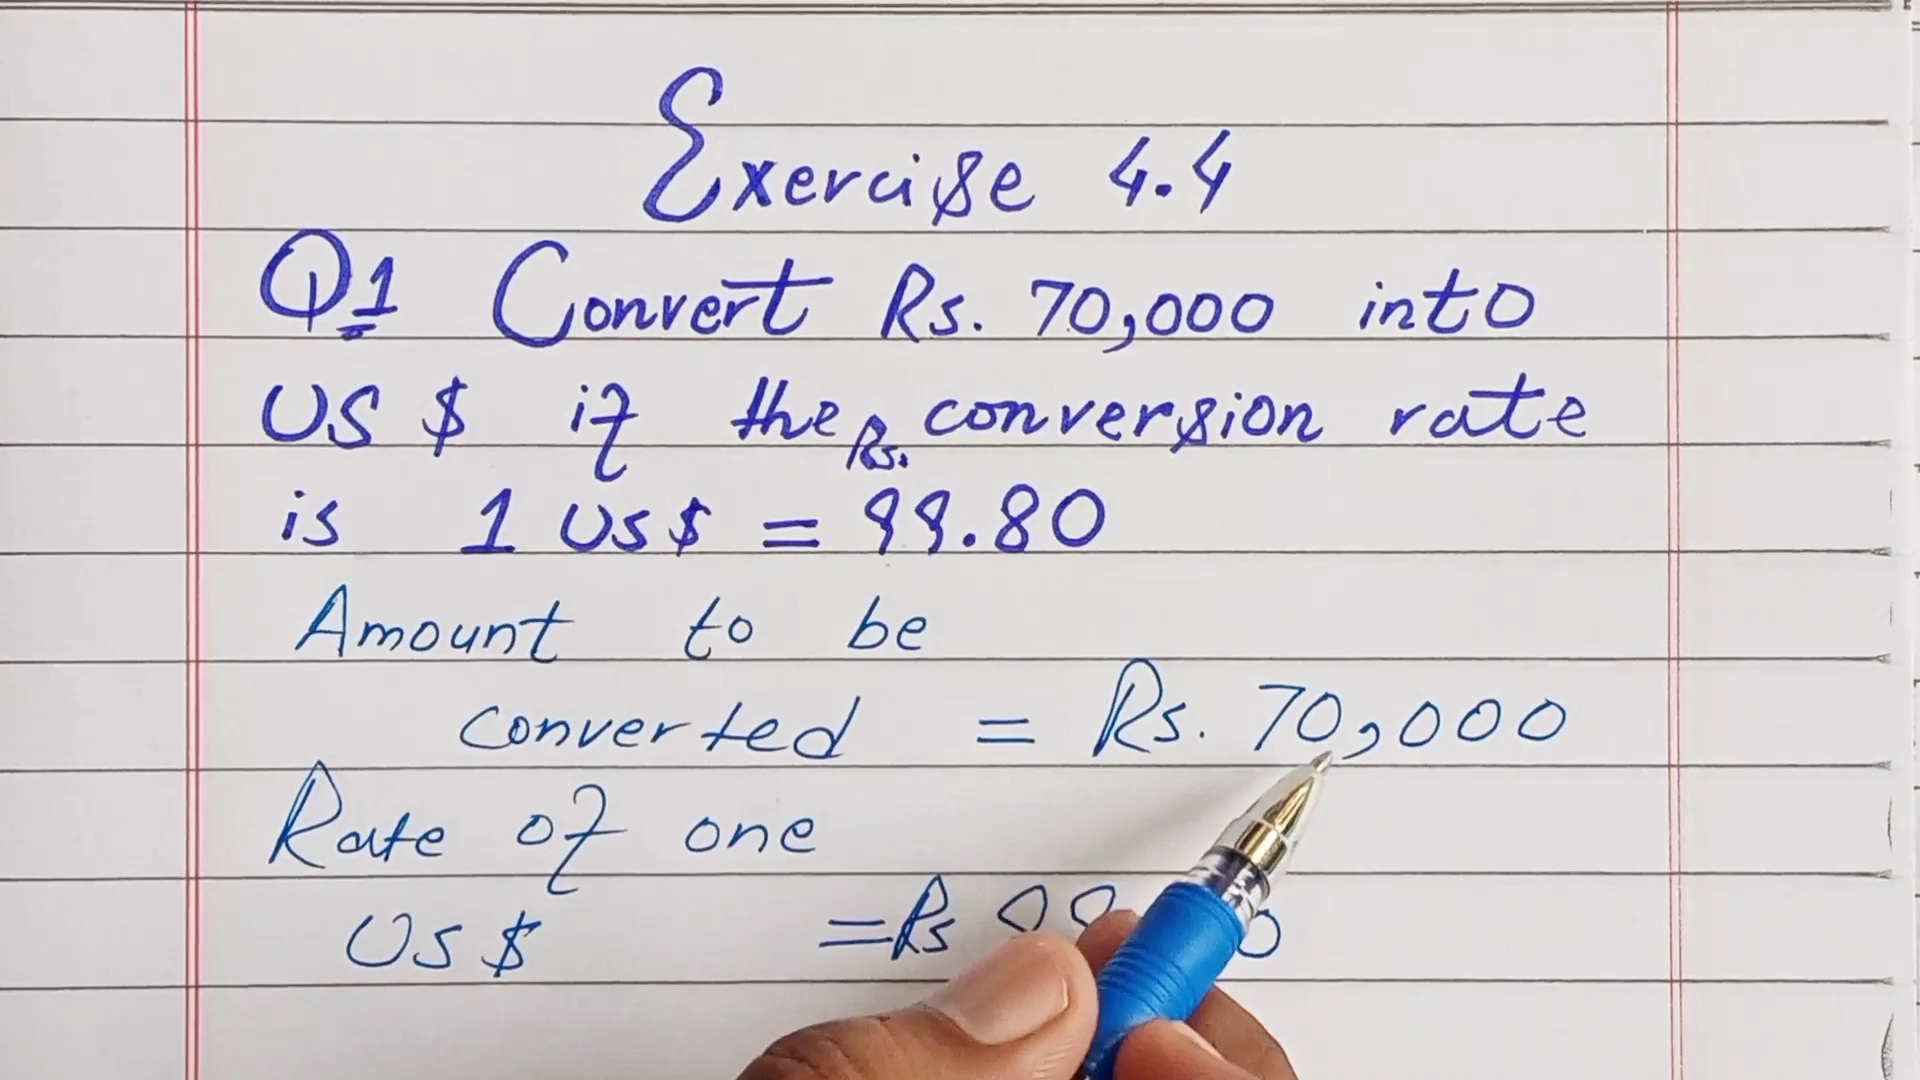 Exercise 4.4
Q1 Convert Rs. 70,000 into
US $ if the Rs. conversion rate
is 1 US $ = 99.80
Amount to be
converted = Rs. 70,000
Rate of one
US $ = Rs